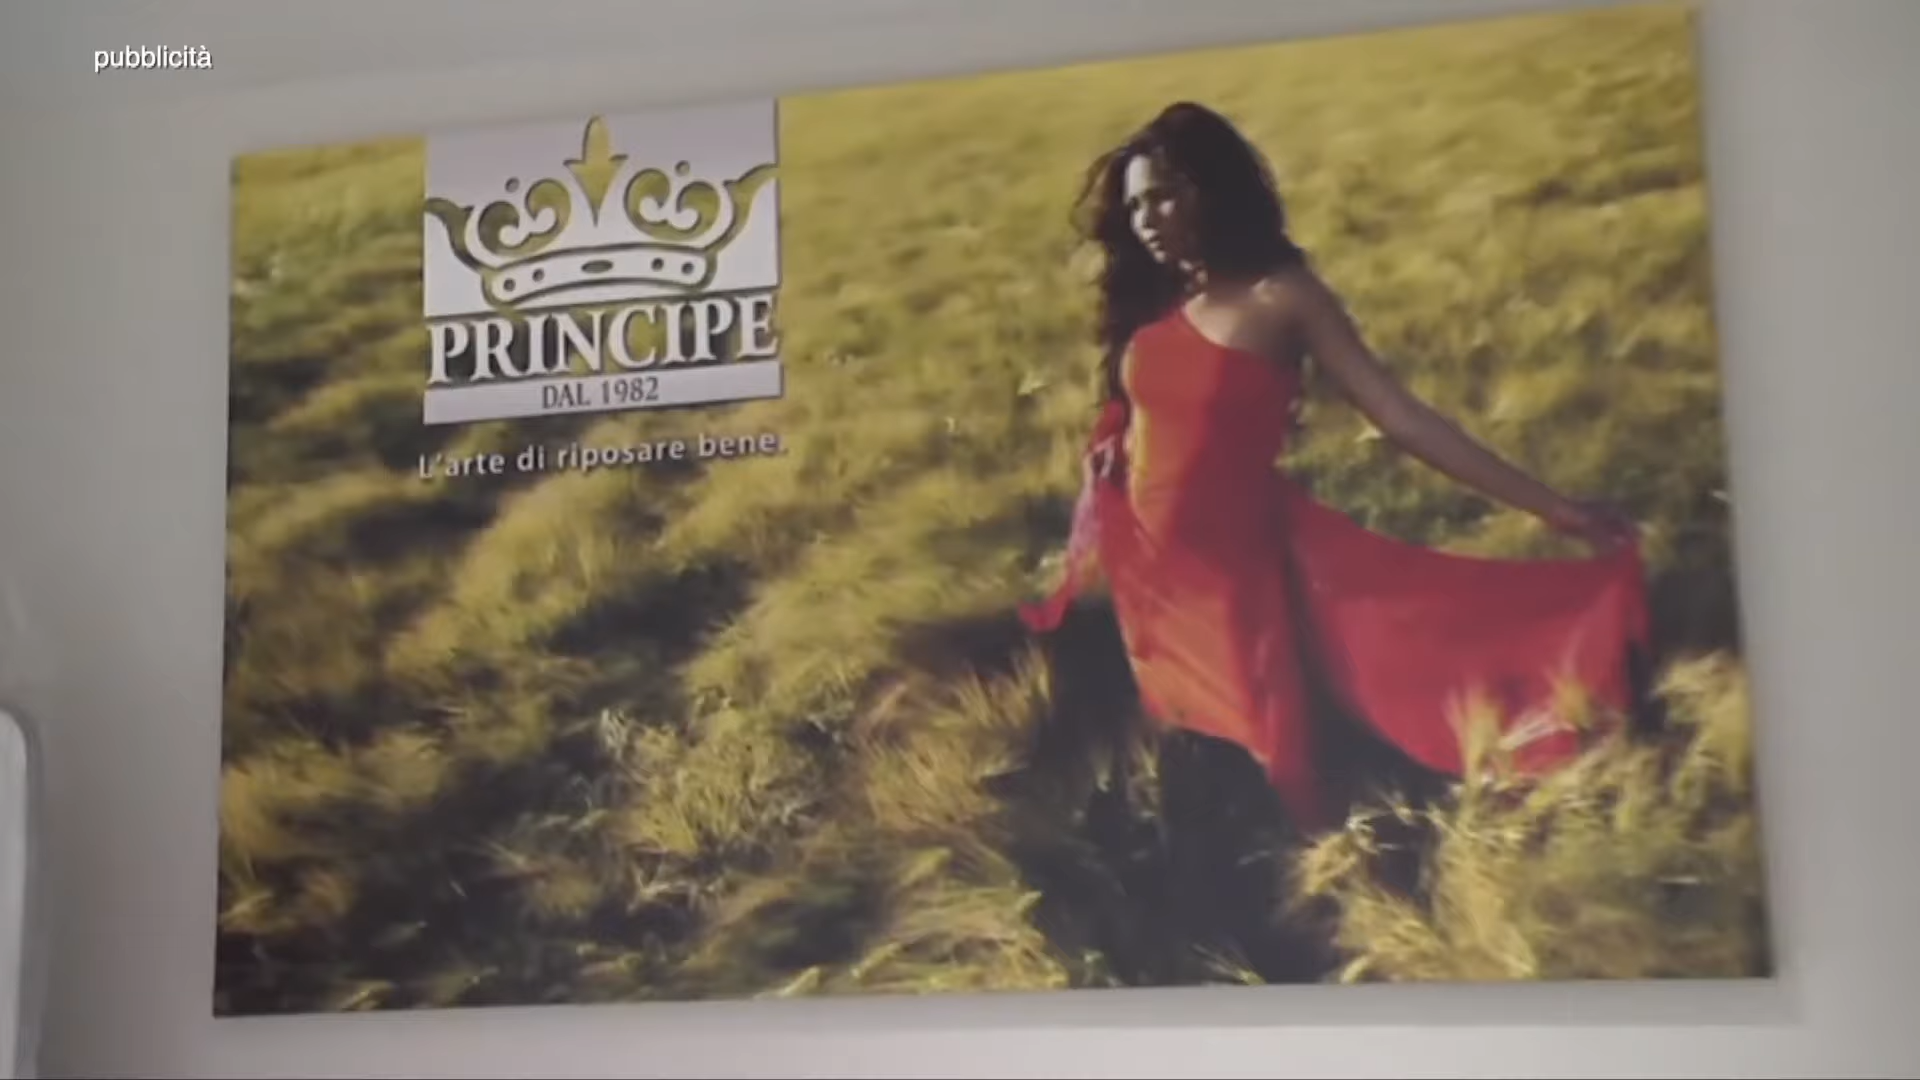 pubblicità
PRINCIPE
DAL 1982
L'arte di riposare bene.